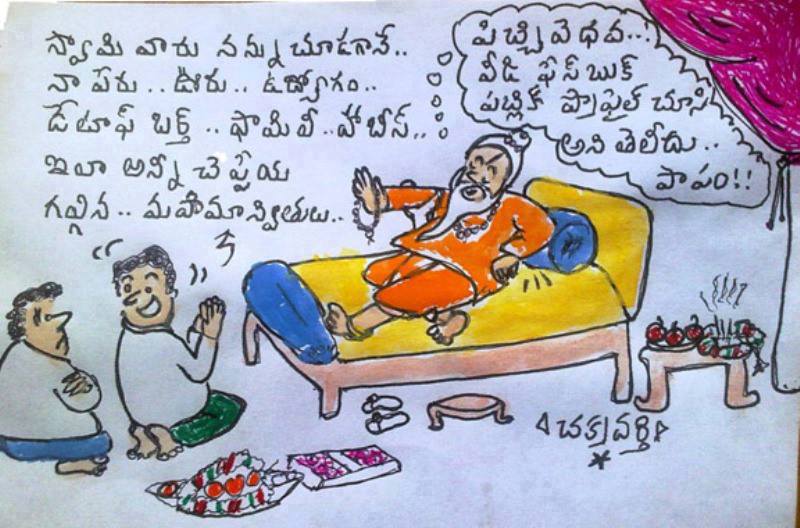 స్వామి వారు నన్ను చూడగానే..
నా పేరు.. ఊరు.. ఉద్యోగం..
డేటాఫ్ బర్త్.. ఫామిలీ.. హాబీస్..
ఇలా అన్నీ చెప్పేయ
గల్గిన.. మహిమాన్వితులు..
పిచ్చి వెధవ...!
వీడి ఫేస్ బుక్
పబ్లిక్ ప్రొఫైల్ చూసి
అని తెలీదు..
పాపం!!
చక్రవర్తి